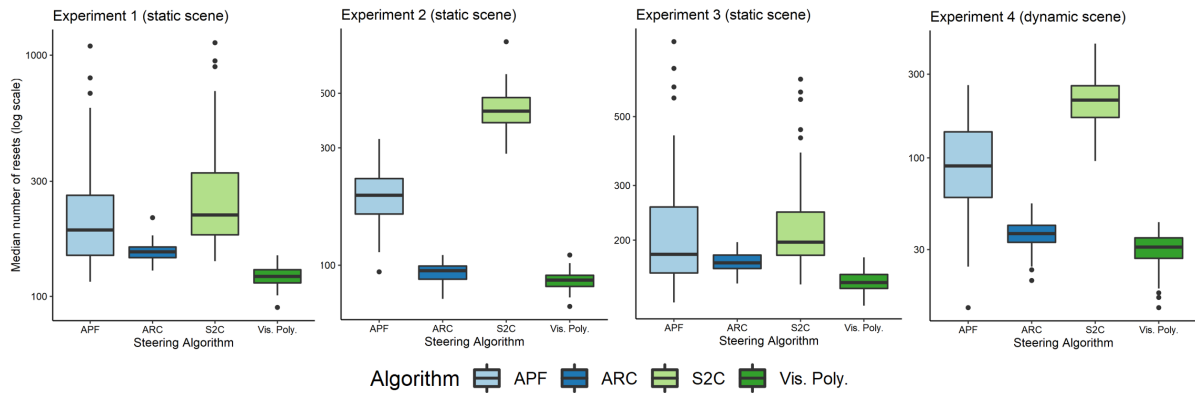 Experiment 1 (static scene)
Median number of resets (log scale)
1000
300
100
APF ARC S2C Vis. Poly.
Steering Algorithm
Experiment 2 (static scene)
500
300
100
APF ARC S2C Vis. Poly.
Steering Algorithm
Experiment 3 (static scene)
500
300
200
APF ARC S2C Vis. Poly.
Steering Algorithm
Experiment 4 (dynamic scene)
300
100
30
APF ARC S2C Vis. Poly.
Steering Algorithm
Algorithm APF ARC S2C Vis. Poly.